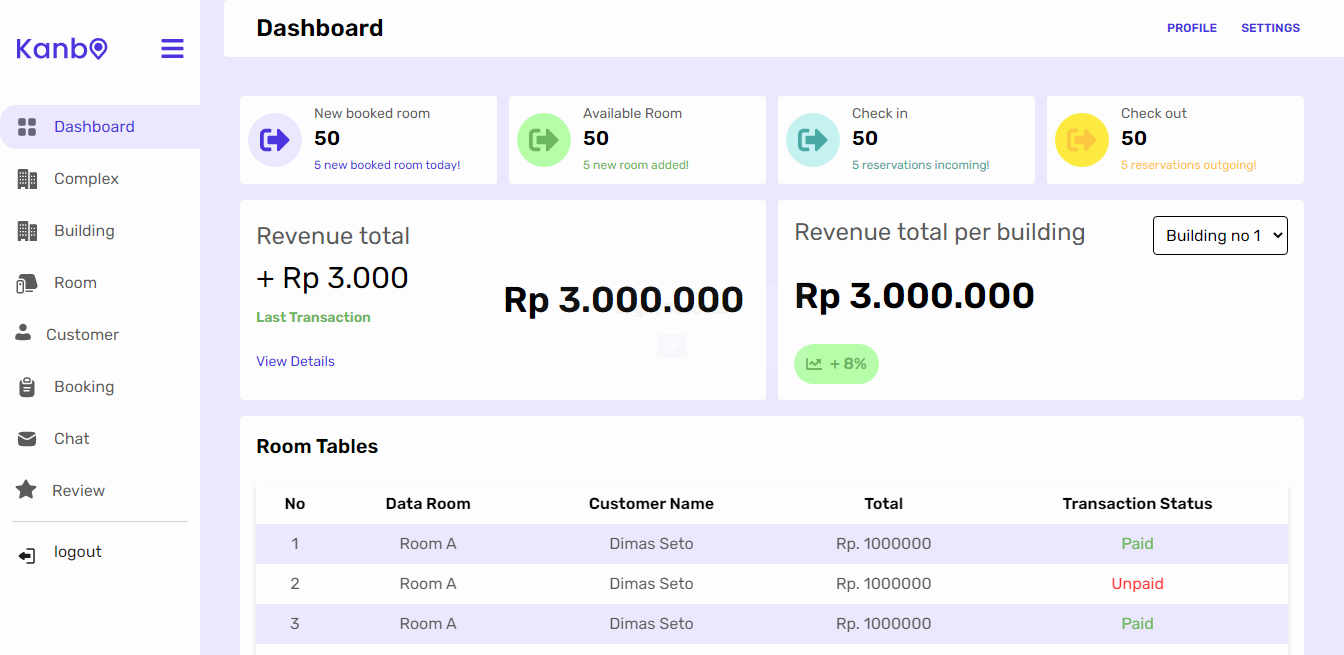 Kanbo
Dashboard
Complex
Building
Room
Customer
Booking
Chat
Review
logout
Dashboard
PROFILE SETTINGS
New booked room
50
5 new booked room today!
Available Room
50
5 new room added!
Check in
50
5 reservations incoming!
Check out
50
5 reservations outgoing!
Revenue total
+ Rp 3.000
Last Transaction
View Details
Rp 3.000.000
Revenue total per building
Building no 1
Rp 3.000.000
+ 8%
Room Tables
No Data Room Customer Name Total Transaction Status
1 Room A Dimas Seto Rp. 1000000 Paid
2 Room A Dimas Seto Rp. 1000000 Unpaid
3 Room A Dimas Seto Rp. 1000000 Paid